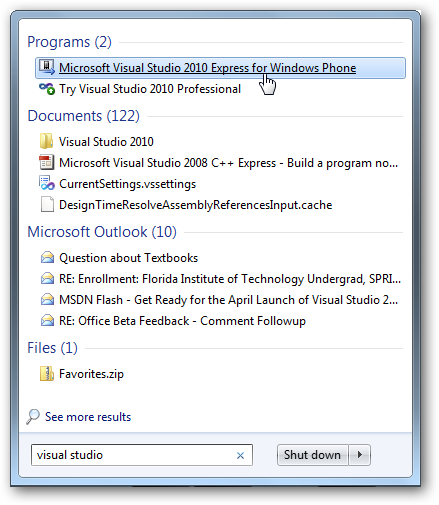 Programs (2)
Microsoft Visual Studio 2010 Express for Windows Phone
Try Visual Studio 2010 Professional
Documents (122)
Visual Studio 2010
Microsoft Visual Studio 2008 C++ Express - Build a program no...
CurrentSettings.vssettings
DesignTimeResolveAssemblyReferencesInput.cache
Microsoft Outlook (10)
Question about Textbooks
RE: Enrollment: Florida Institute of Technology Undergrad, SPRI...
MSDN Flash - Get Ready for the April Launch of Visual Studio 2...
RE: Office Beta Feedback - Comment Followup
Files (1)
Favorites.zip
See more results
visual studio
Shut down